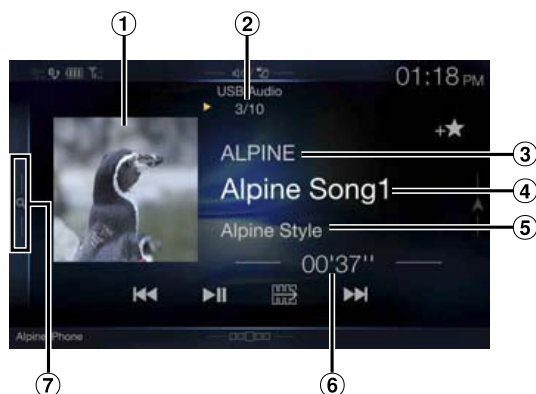 1
2
01:18 PM
USB Audio
3/10
+★
ALPINE
3
Alpine Song1
4
Alpine Style
5
00'37''
Alpine Phone
7
6